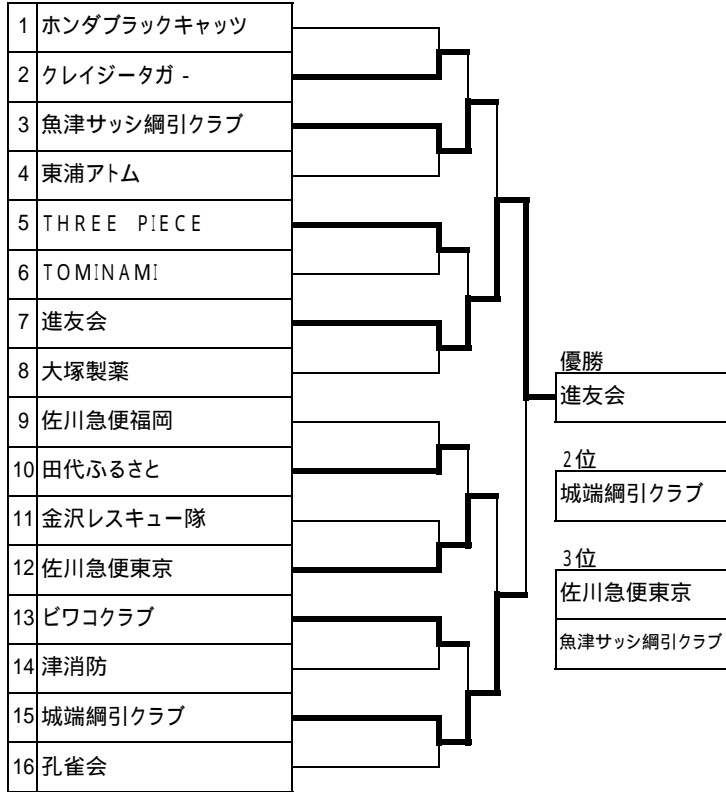 1 ホンダブラックキャッツ
2 クレイジータガ -
3 魚津サッシ綱引クラブ
4 東浦アトム
5 THREE PIECE
6 TOMINAMI
7 進友会
8 大塚製薬
9 佐川急便福岡
10 田代ふるさと
11 金沢レスキュー隊
12 佐川急便東京
13 ビワコクラブ
14 津消防
15 城端綱引クラブ
16 孔雀会
優勝
進友会
2位
城端綱引クラブ
3位
佐川急便東京
魚津サッシ綱引クラブ